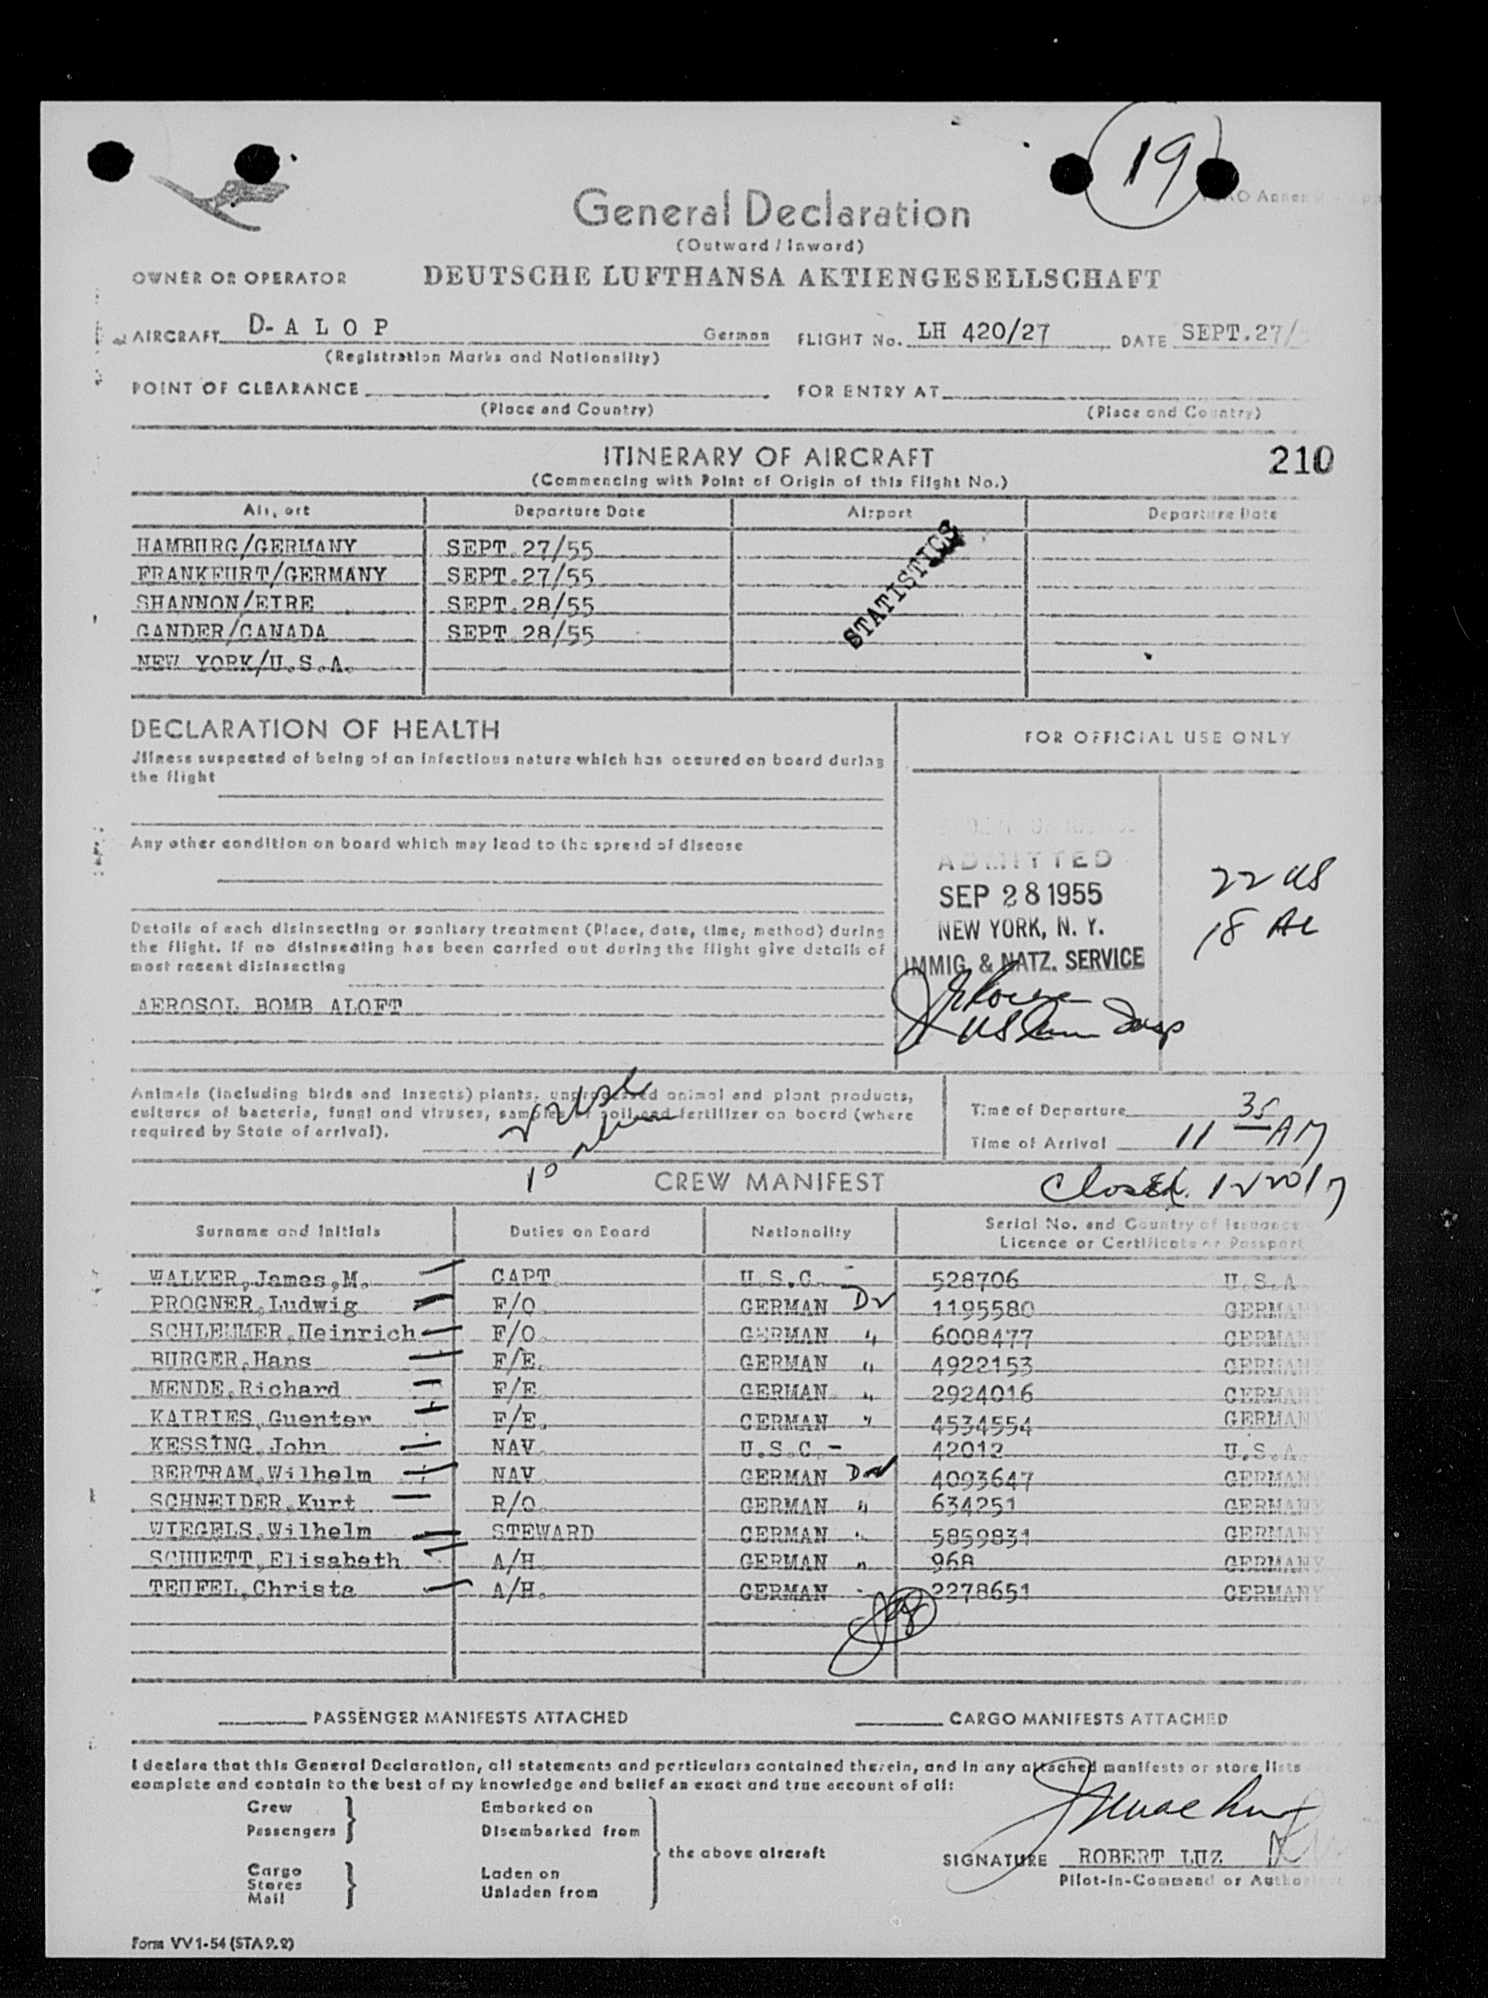 19
General Declaration
(Outward / Inward)
OWNER OR OPERATOR DEUTSCHE LUFTHANSA AKTIENGESELLSCHAFT
AIRCRAFT D-A L O P German FLIGHT No. LH 420/27 DATE SEPT.27/
(Registration Marks and Nationality)
POINT OF CLEARANCE FOR ENTRY AT
(Place and Country) (Place and Country)
ITINERARY OF AIRCRAFT 210
(Commencing with Point of Origin of this Flight No.)
Airport Departure Date Airport Departure Date
HAMBURG/GERMANY SEPT.27/55
FRANKFURT/GERMANY SEPT.27/55
SHANNON/EIRE SEPT.28/55
GANDER/CANADA SEPT.28/55
NEW YORK/U.S.A.
STATISTICS
DECLARATION OF HEALTH
Jllness suspected of being of an infectious nature which has occured on board during
the flight
Any other condition on board which may lead to the spread of disease
Details of each disinsecting or sanitary treatment (Place, date, time, method) during
the flight. If no disinsecting has been carried out during the flight give details of
most recent disinsecting
AEROSOL BOMB ALOFT
FOR OFFICIAL USE ONLY
ADMITTED
SEP 28 1955
NEW YORK, N. Y.
IMMIG. & NATZ. SERVICE
22 US
18 AL
Animals (including birds and insects) plants, unprocessed animal and plant products,
cultures of bacteria, fungi and viruses, samples of soil and fertilizer on board (where
required by State of arrival).
Time of Departure
Time of Arrival 11 35 AM
CREW MANIFEST
Closed. 1220
Surname and Initials Duties on Board Nationality Serial No. and Country of Issuance
Licence or Certificate or Passport
WALKER,James,M. CAPT. U.S.C. 528706 U.S.A
PROGNER,Ludwig F/O. GERMAN 1195580 GERMANY
SCHLEMMER,Heinrich F/O. GERMAN 6008477 GERMANY
BURGER,Hans F/E. GERMAN 4922153 GERMANY
MENDE,Richard F/E GERMAN 2924016 GERMANY
KATRIES,Guenter F/E. GERMAN 4534554 GERMANY
KESSING,John NAV. U.S.C. 42012 U.S.A.
BERTRAM,Wilhelm NAV. GERMAN 4093647 GERMANY
SCHNEIDER,Kurt R/O. GERMAN 634251 GERMANY
WIEGELS,Wilhelm STEWARD GERMAN 5859831 GERMANY
SCHUETT,Elisabeth A/H. GERMAN 968 GERMANY
TEUFEL,Christa A/H. GERMAN 2278651 GERMANY
PASSENGER MANIFESTS ATTACHED CARGO MANIFESTS ATTACHED
I declare that this General Declaration, all statements and particulars contained therein, and in any attached manifests or store lists
complete and contain to the best of my knowledge and belief an exact and true account of all:
Crew Embarked on
Passengers Disembarked from
the above aircraft
Cargo Laden on
Stores
Mail Unladen from
SIGNATURE ROBERT LUZ
Pilot-in-Command or
Form VV 1-54 (STA 9.2)